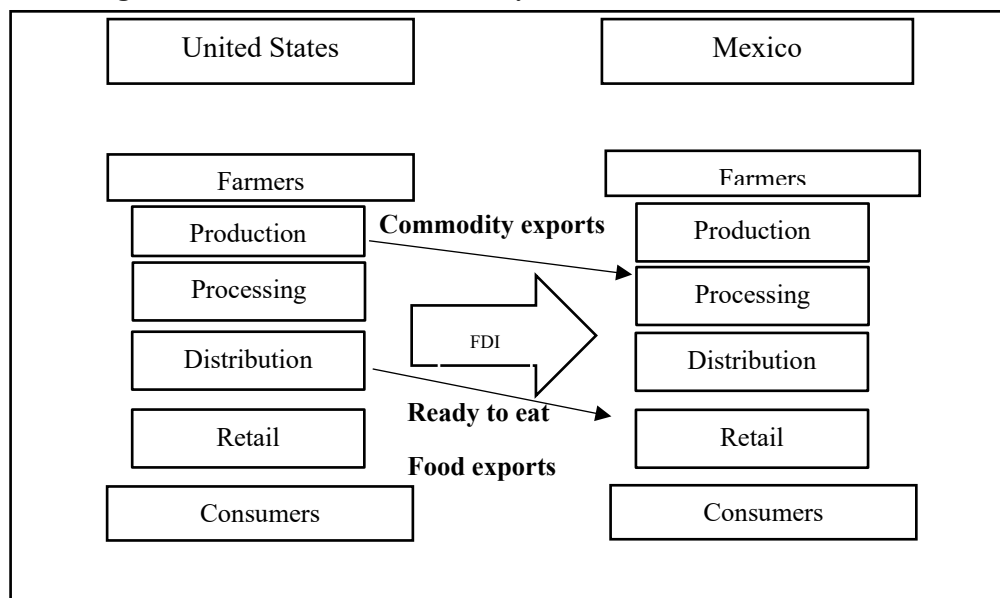 United States
Mexico
Farmers
Farmers
Production
Commodity exports
Production
Processing
Processing
FDI
Distribution
Distribution
Ready to eat
Retail
Retail
Food exports
Consumers
Consumers